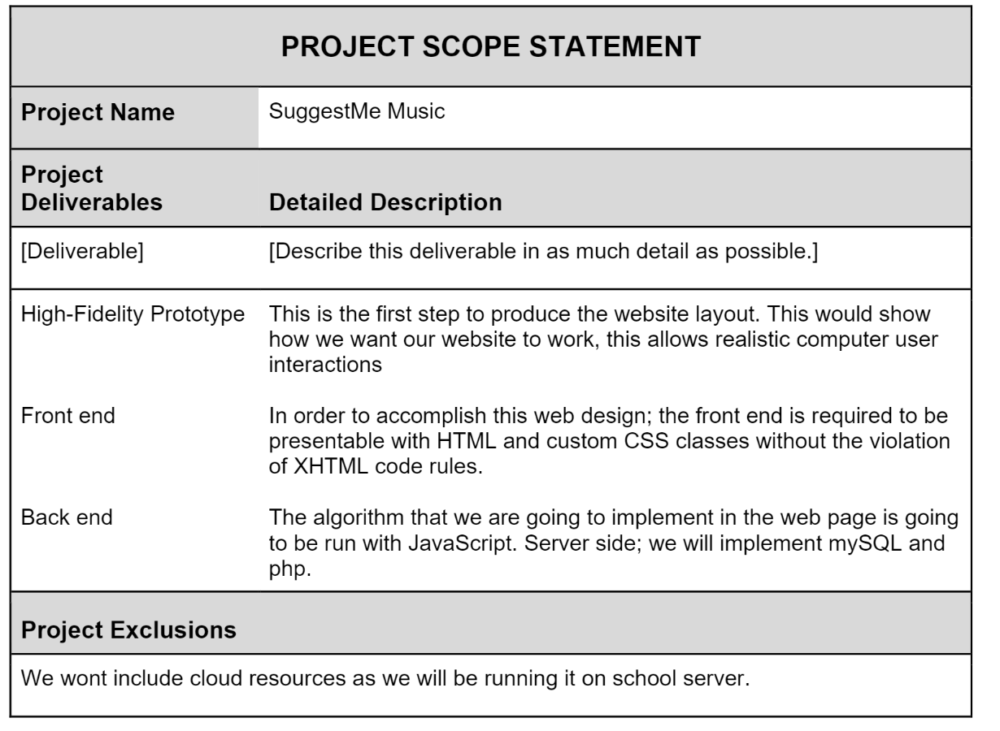 PROJECT SCOPE STATEMENT
Project Name
SuggestMe Music
Project
Deliverables
Detailed Description
[Deliverable]
[Describe this deliverable in as much detail as possible.]
High-Fidelity Prototype
This is the first step to produce the website layout. This would show
how we want our website to work, this allows realistic computer user
interactions
Front end
In order to accomplish this web design; the front end is required to be
presentable with HTML and custom CSS classes without the violation
of XHTML code rules.
Back end
The algorithm that we are going to implement in the web page is going
to be run with JavaScript. Server side; we will implement mySQL and
php.
Project Exclusions
We wont include cloud resources as we will be running it on school server.